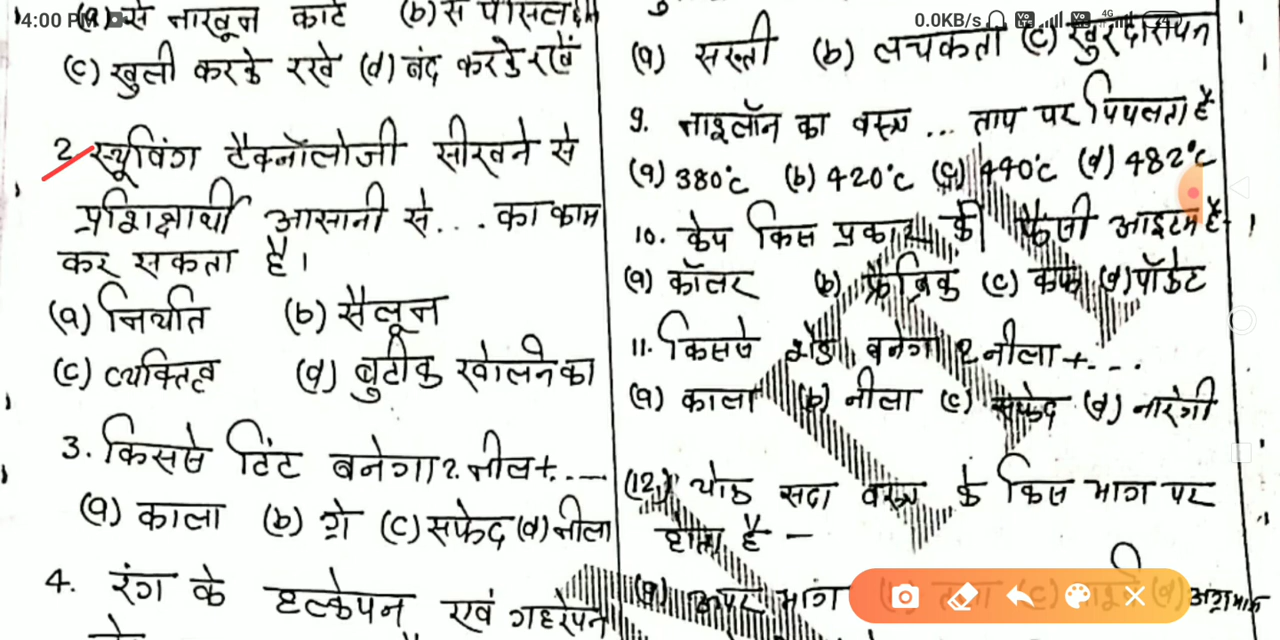 4:00 PM
0.0KB/s
4G
(a) से नाखून काटे (b) से पेंसिल
(c) खुली करके रखे (d) बंद करके रखें
2. स्यूविंग टैक्नॉलोजी सीखने से
प्रशिक्षार्थी आसानी से... का काम
कर सकता है।
(a) निर्यात (b) सैलून
(c) व्यक्तित्व (d) बुटीक खोलने का
3. किससे टिंट बनेगा? नीला+....
(a) काला (b) ग्रे (c) सफेद (d) नीला
4. रंग के हल्केपन एवं गहरेपन
(a) सख्ती (b) लचकता (c) खुरदरापन
9. नाइलॉन का वस्त्र ... ताप पर पिघलता है
(a) 380°c (b) 420°c (c) 440°c (d) 482°c
10. केप किस प्रकार की फैंसी आइटम है-
(a) कॉलर (b) फ्रेब्रिक (c) कफ (d) पॉकेट
11. किससे शेड बनेगा? नीला+...
(a) काला (b) नीला (c) सफेद (d) नारंगी
(12.) योक सदा वस्त्र के किस भाग पर
होता है -
(a) ऊपर भाग (c) (d)